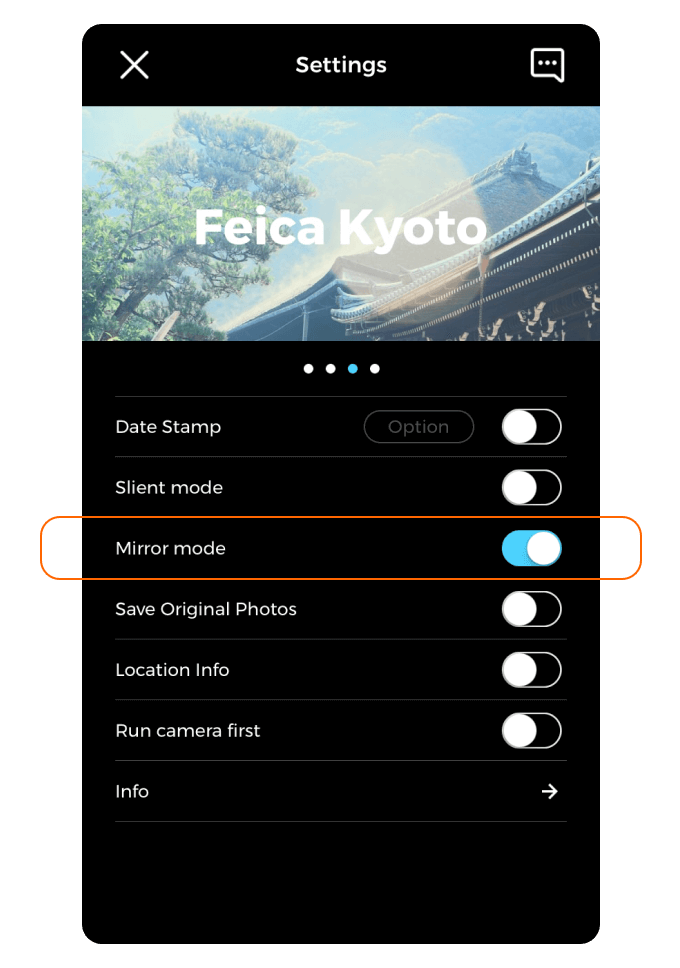 Settings
Feica Kyoto
Date Stamp Option
Slient mode
Mirror mode
Save Original Photos
Location Info
Run camera first
Info